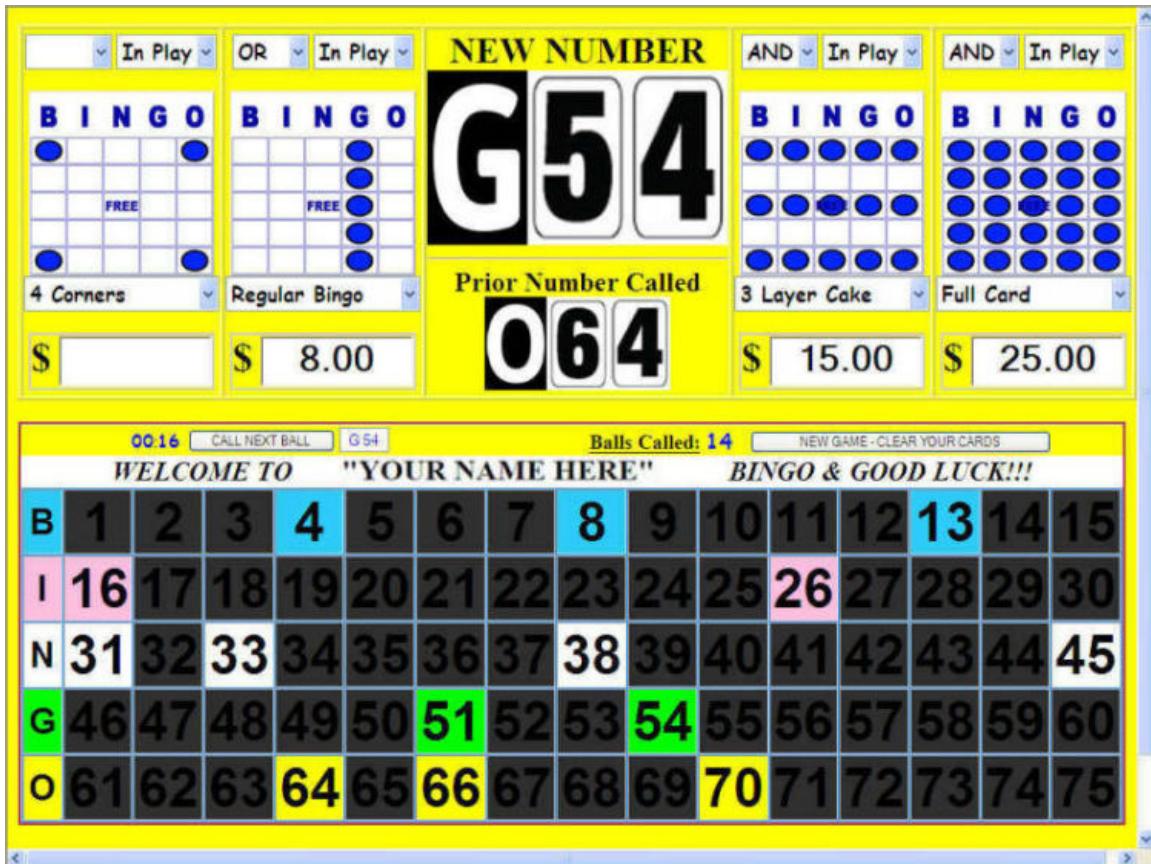 In Play
OR In Play
NEW NUMBER
AND In Play
AND In Play
B I N G O
B I N G O
G54
B I N G O
B I N G O
FREE
FREE
FREE
FREE
4 Corners
Regular Bingo
Prior Number Called
3 Layer Cake
Full Card
O64
$
$ 8.00
$ 15.00
$ 25.00
00:16 CALL NEXT BALL G 54 Balls Called: 14 NEW GAME - CLEAR YOUR CARDS
WELCOME TO "YOUR NAME HERE" BINGO & GOOD LUCK!!!
B 1 2 3 4 5 6 7 8 9 10 11 12 13 14 15
I 16 17 18 19 20 21 22 23 24 25 26 27 28 29 30
N 31 32 33 34 35 36 37 38 39 40 41 42 43 44 45
G 46 47 48 49 50 51 52 53 54 55 56 57 58 59 60
O 61 62 63 64 65 66 67 68 69 70 71 72 73 74 75